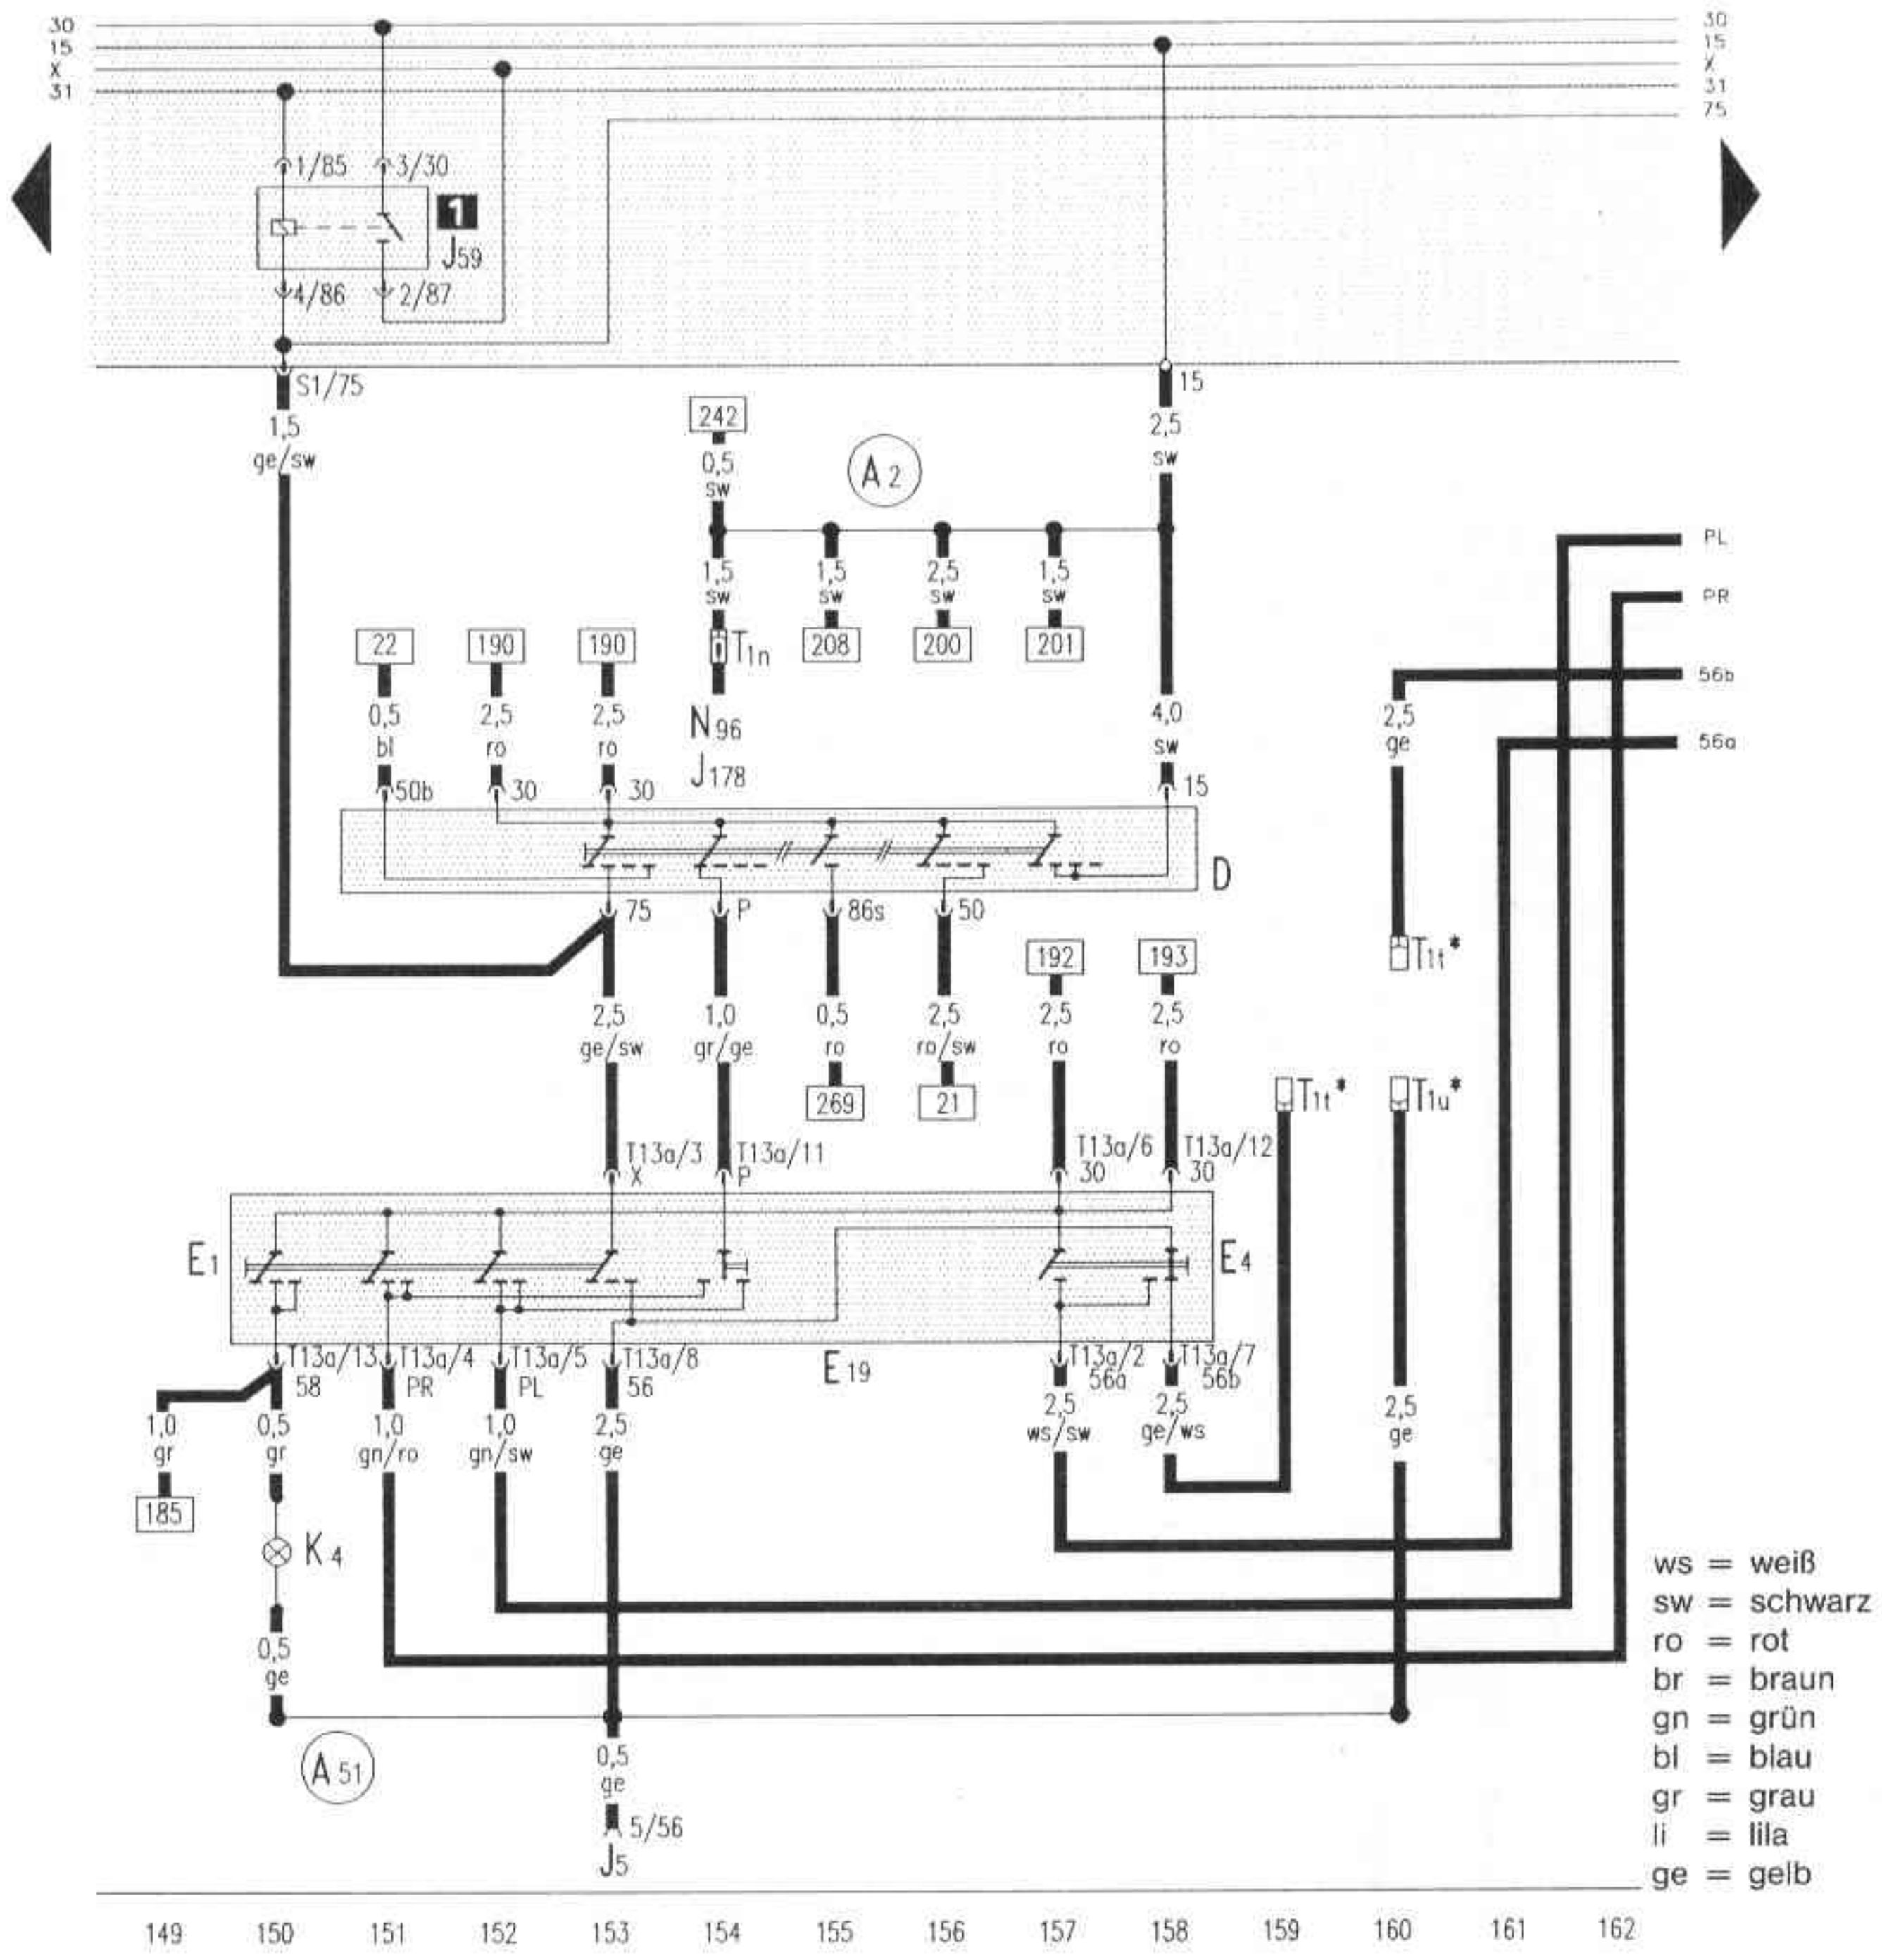 30 30
15 15
X X
31 31
75
1/85 3/30
1
J59
4/86 2/87
S1/75 15
1,5 242 2,5
ge/sw 0,5 A2 sw
sw
PL
1,5 1,5 2,5 1,5
sw sw sw sw
PR
22 190 190 T1n 208 200 201
56b
0,5 2,5 2,5 N96 4,0 2,5
bl ro ro sw ge 56a
J178
50b 30 30 15
D
75 P 86s 50
192 193 T1t*
2,5 1,0 0,5 2,5 2,5 2,5
ge/sw gr/ge ro ro/sw ro ro
269 21 T1t* T1u*
T13a/3 T13a/11 T13a/6 T13a/12
X P 30 30
E1 E4
T13a/13 T13a/4 T13a/5 T13a/8 E19 T13a/2 T13a/7
58 PR PL 56 56a 56b
1,0 0,5 1,0 1,0 2,5 2,5 2,5 2,5
gr gr gn/ro gn/sw ge ws/sw ge/ws ge
185
K4
0,5
ge
A51
0,5
ge
5/56
J5
ws = weiß
sw = schwarz
ro = rot
br = braun
gn = grün
bl = blau
gr = grau
li = lila
ge = gelb
149 150 151 152 153 154 155 156 157 158 159 160 161 162